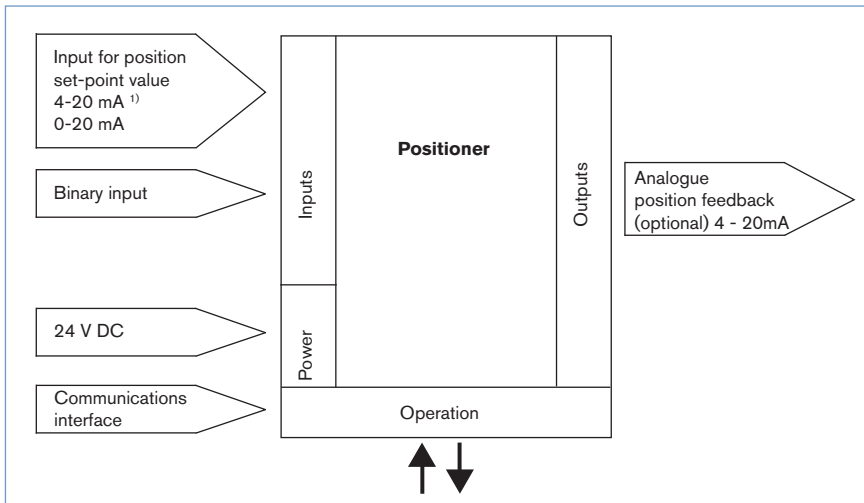 Input for position
set-point value
4-20 mA 1)
0-20 mA
Binary input
24 V DC
Communications
interface
Inputs
Power
Positioner
Operation
Outputs
Analogue
position feedback
(optional) 4 - 20mA